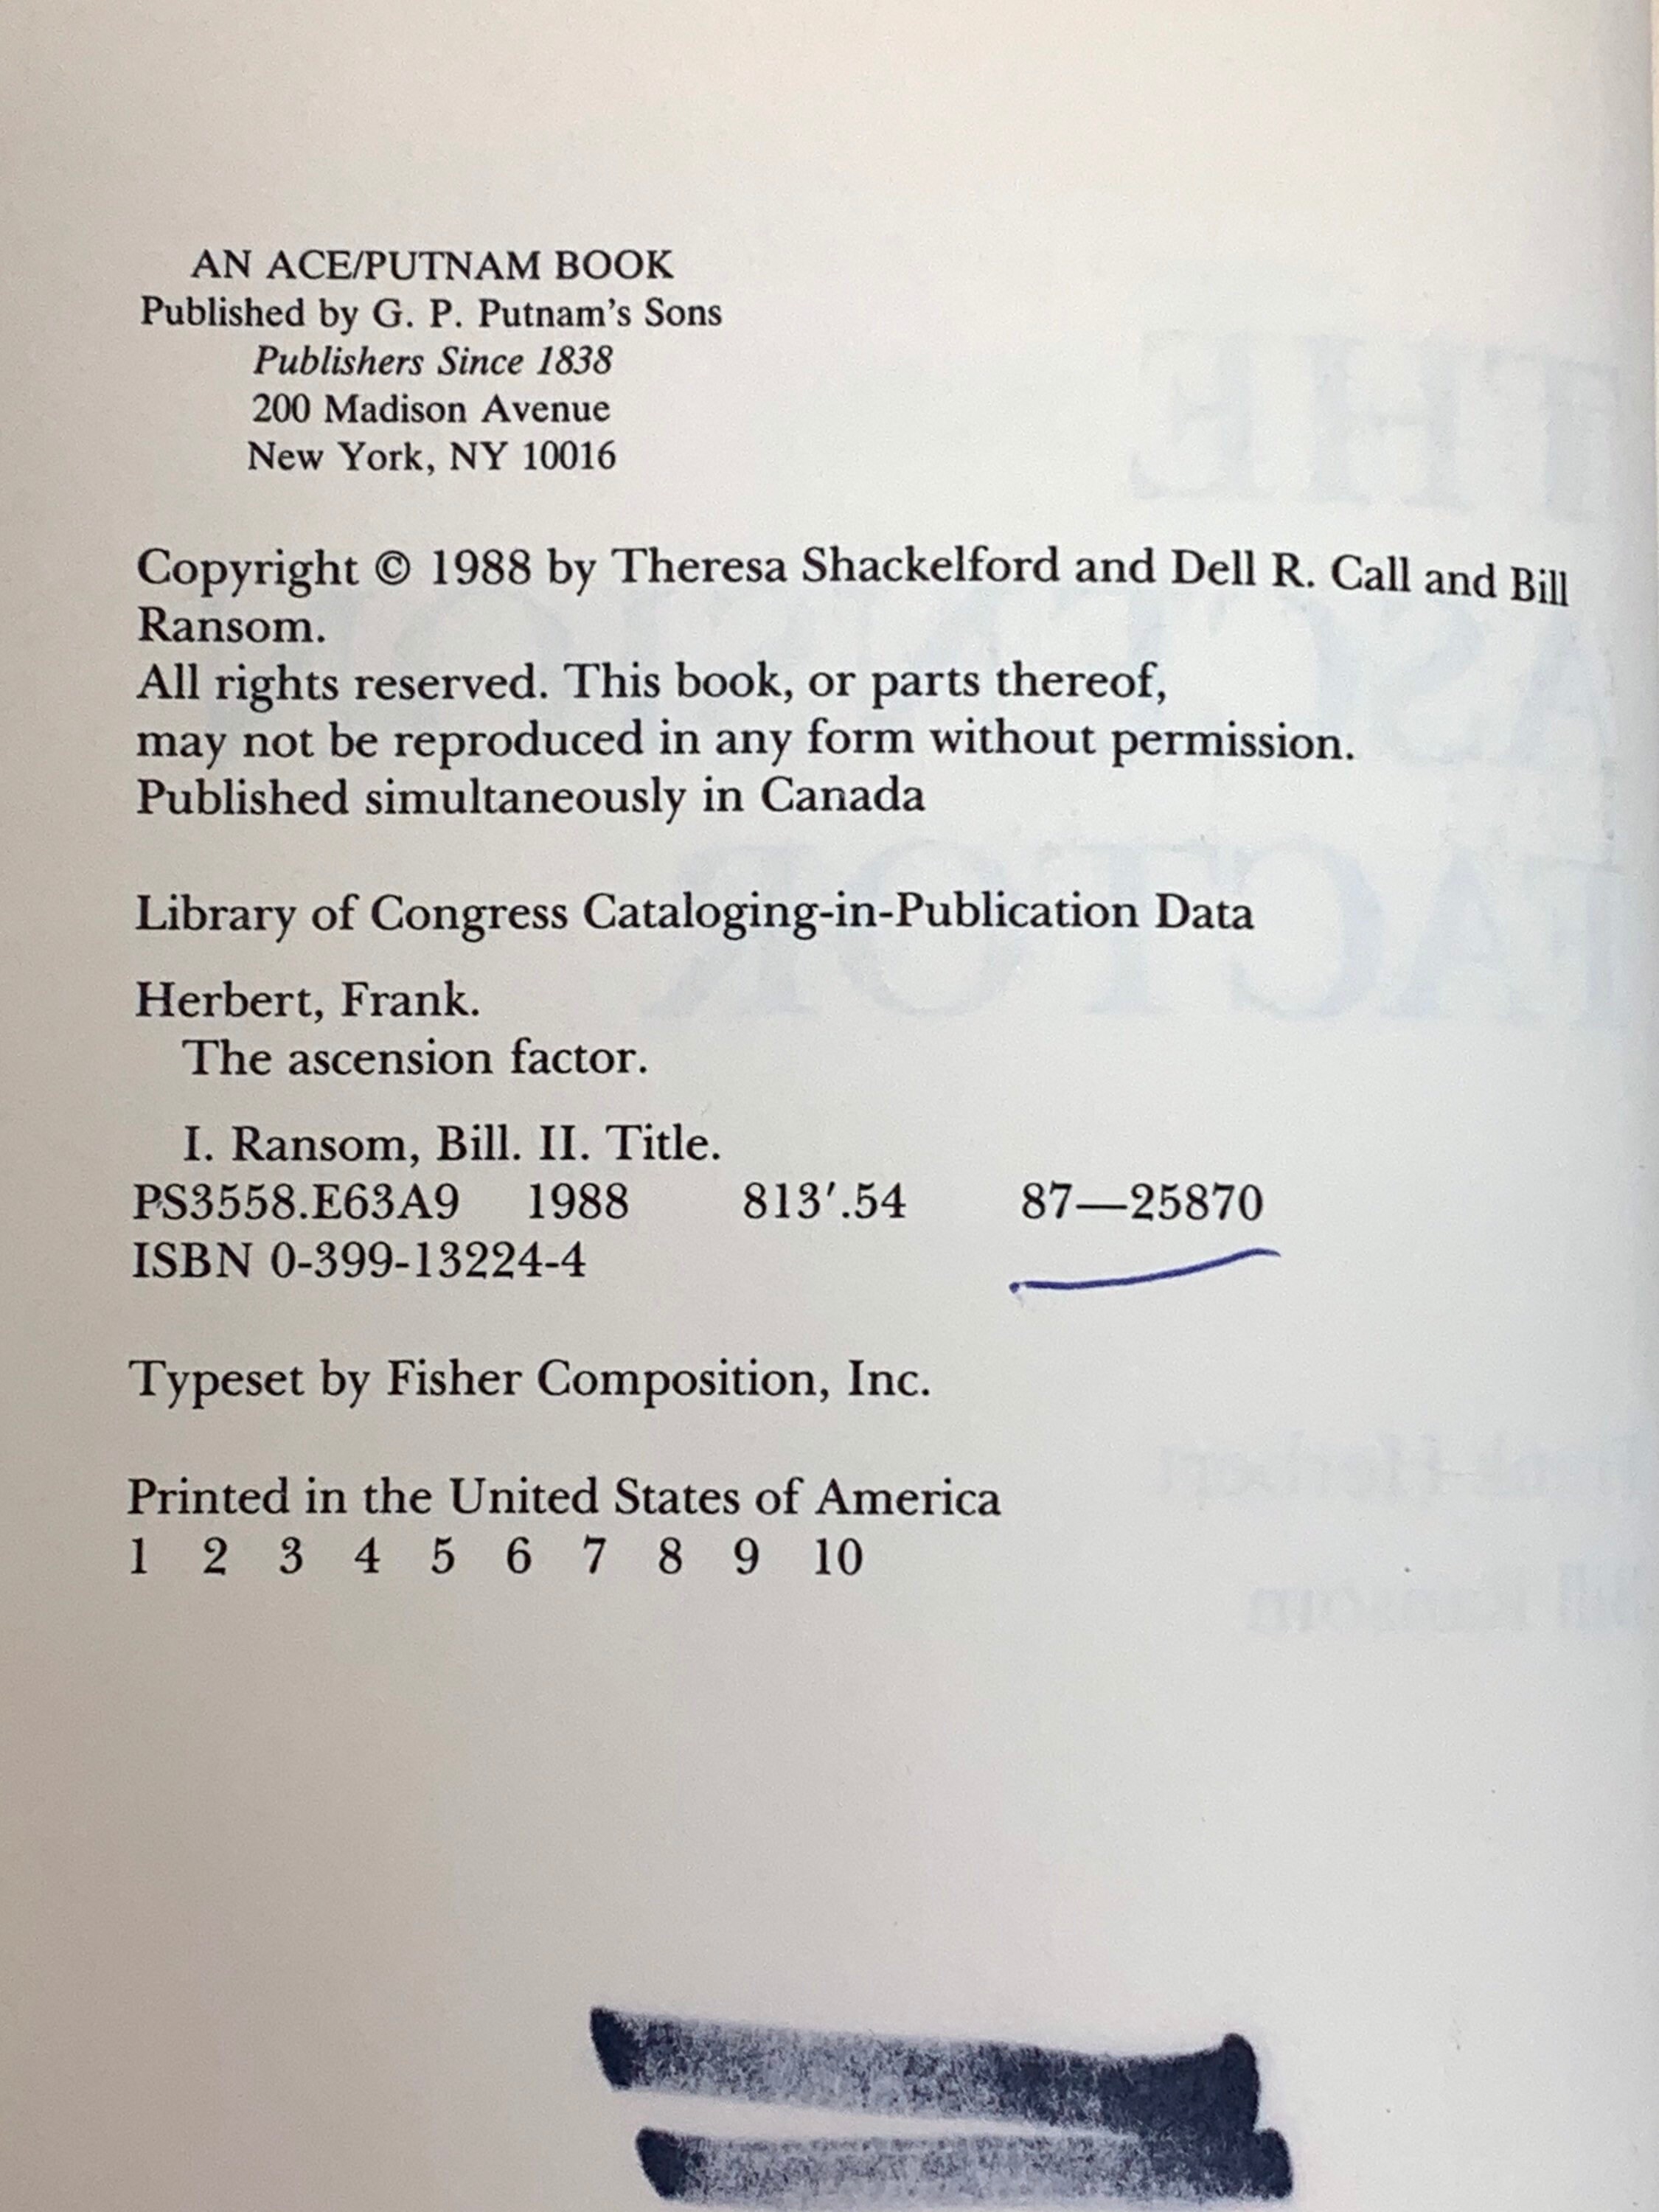 AN ACE/PUTNAM BOOK
Published by G. P. Putnam's Sons
Publishers Since 1838
200 Madison Avenue
New York, NY 10016
Copyright © 1988 by Theresa Shackelford and Dell R. Call and Bill
Ransom.
All rights reserved. This book, or parts thereof,
may not be reproduced in any form without permission.
Published simultaneously in Canada
Library of Congress Cataloging-in-Publication Data
Herbert, Frank.
The ascension factor.
I. Ransom, Bill. II. Title.
PS3558.E63A9 1988 813′.54 87—25870
ISBN 0-399-13224-4
Typeset by Fisher Composition, Inc.
Printed in the United States of America
1 2 3 4 5 6 7 8 9 10